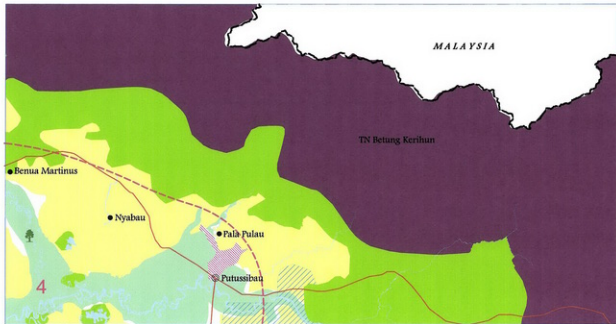 MALAYSIA
TN Betung Kerihun
Benua Martinus
Nyabau
Pala Pulau
Putussibau
4